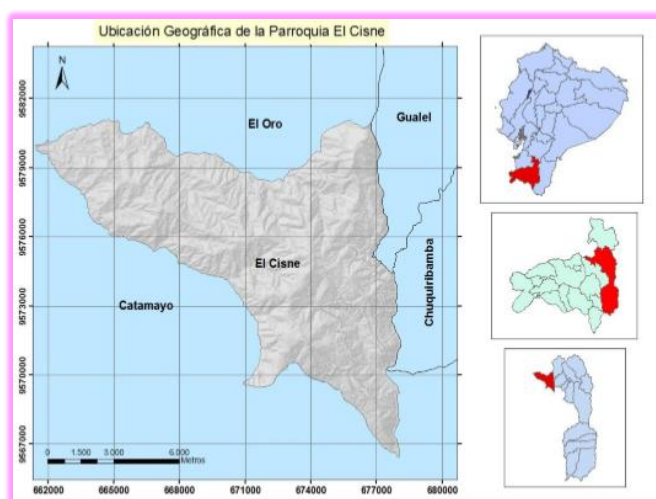 Ubicación Geográfica de la Parroquia El Cisne
N
9582000
9579000
9576000
9573000
9570000
9567000
El Oro
Gualel
El Cisne
Catamayo
Chuquiribamba
0 1.500 3.000 6.000
Metros
662000 665000 668000 671000 674000 677000 680000